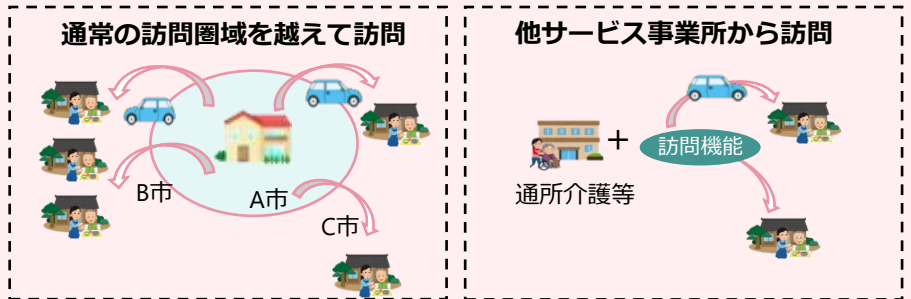 通常の訪問圏域を越えて訪問
B市
A市
C市
他サービス事業所から訪問
+
訪問機能
通所介護等